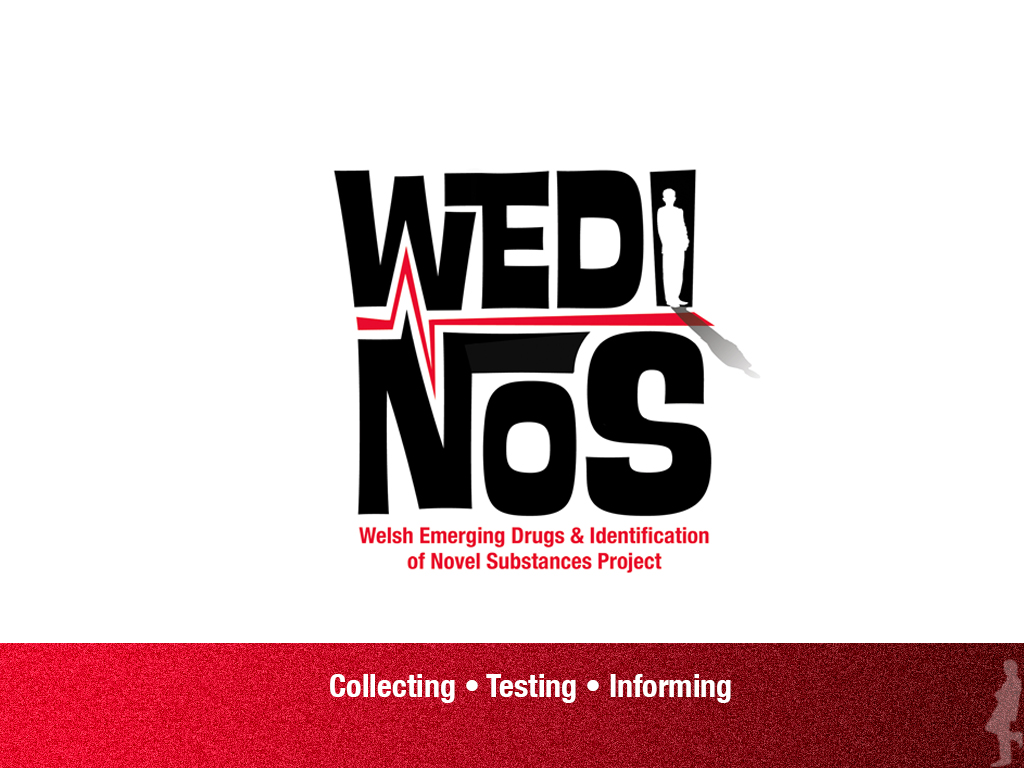 WEDI
NOS
Welsh Emerging Drugs & Identification
of Novel Substances Project
Collecting • Testing • Informing